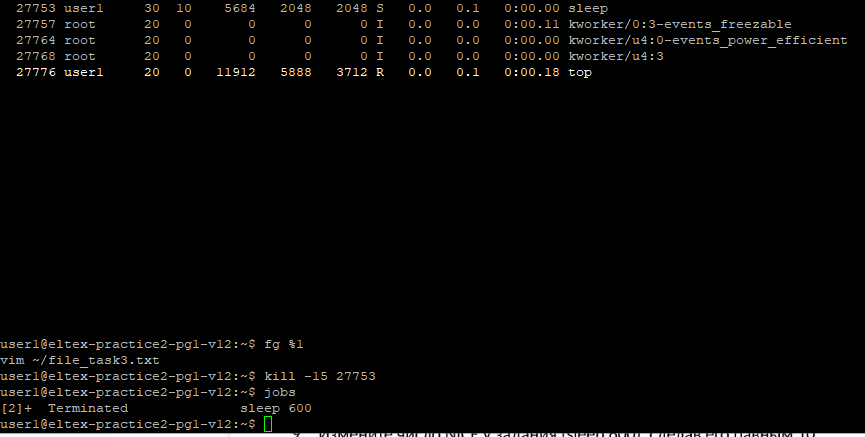 27753 user1 30 10 5684 2048 2048 S 0.0 0.1 0:00.00 sleep
27757 root 20 0 0 0 0 I 0.0 0.0 0:00.11 kworker/0:3-events_freezable
27764 root 20 0 0 0 0 I 0.0 0.0 0:00.00 kworker/u4:0-events_power_efficient
27768 root 20 0 0 0 0 I 0.0 0.0 0:00.00 kworker/u4:3
27776 user1 20 0 11912 5888 3712 R 0.0 0.1 0:00.18 top
user1@eltex-practice2-pg1-v12:~$ fg %1
vim ~/file_task3.txt
user1@eltex-practice2-pg1-v12:~$ kill -15 27753
user1@eltex-practice2-pg1-v12:~$ jobs
[2]+ Terminated sleep 600
user1@eltex-practice2-pg1-v12:~$